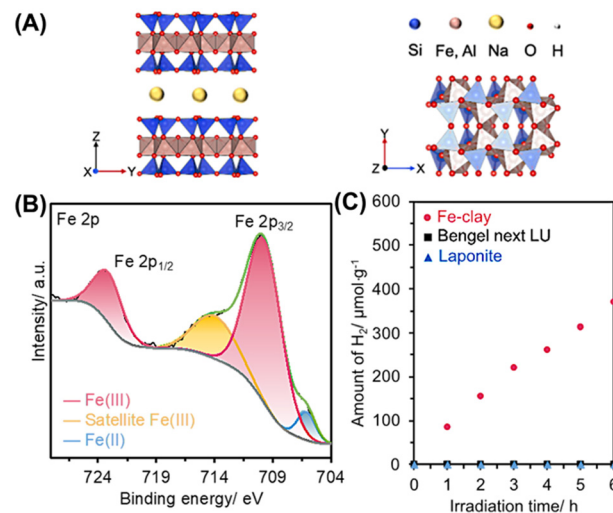 (A)
Si Fe, Al Na O H
Z
X Y
Y
Z X
(B)
Fe 2p
Fe 2p3/2
Fe 2p1/2
Intensity/ a.u.
Fe(III)
Satellite Fe(III)
Fe(II)
724 719 714 709 704
Binding energy/ eV
(C)
600
500
400
300
200
100
0
Fe-clay
Bengel next LU
Laponite
Amount of H2/ μmol·g-1
0 1 2 3 4 5 6
Irradiation time/ h